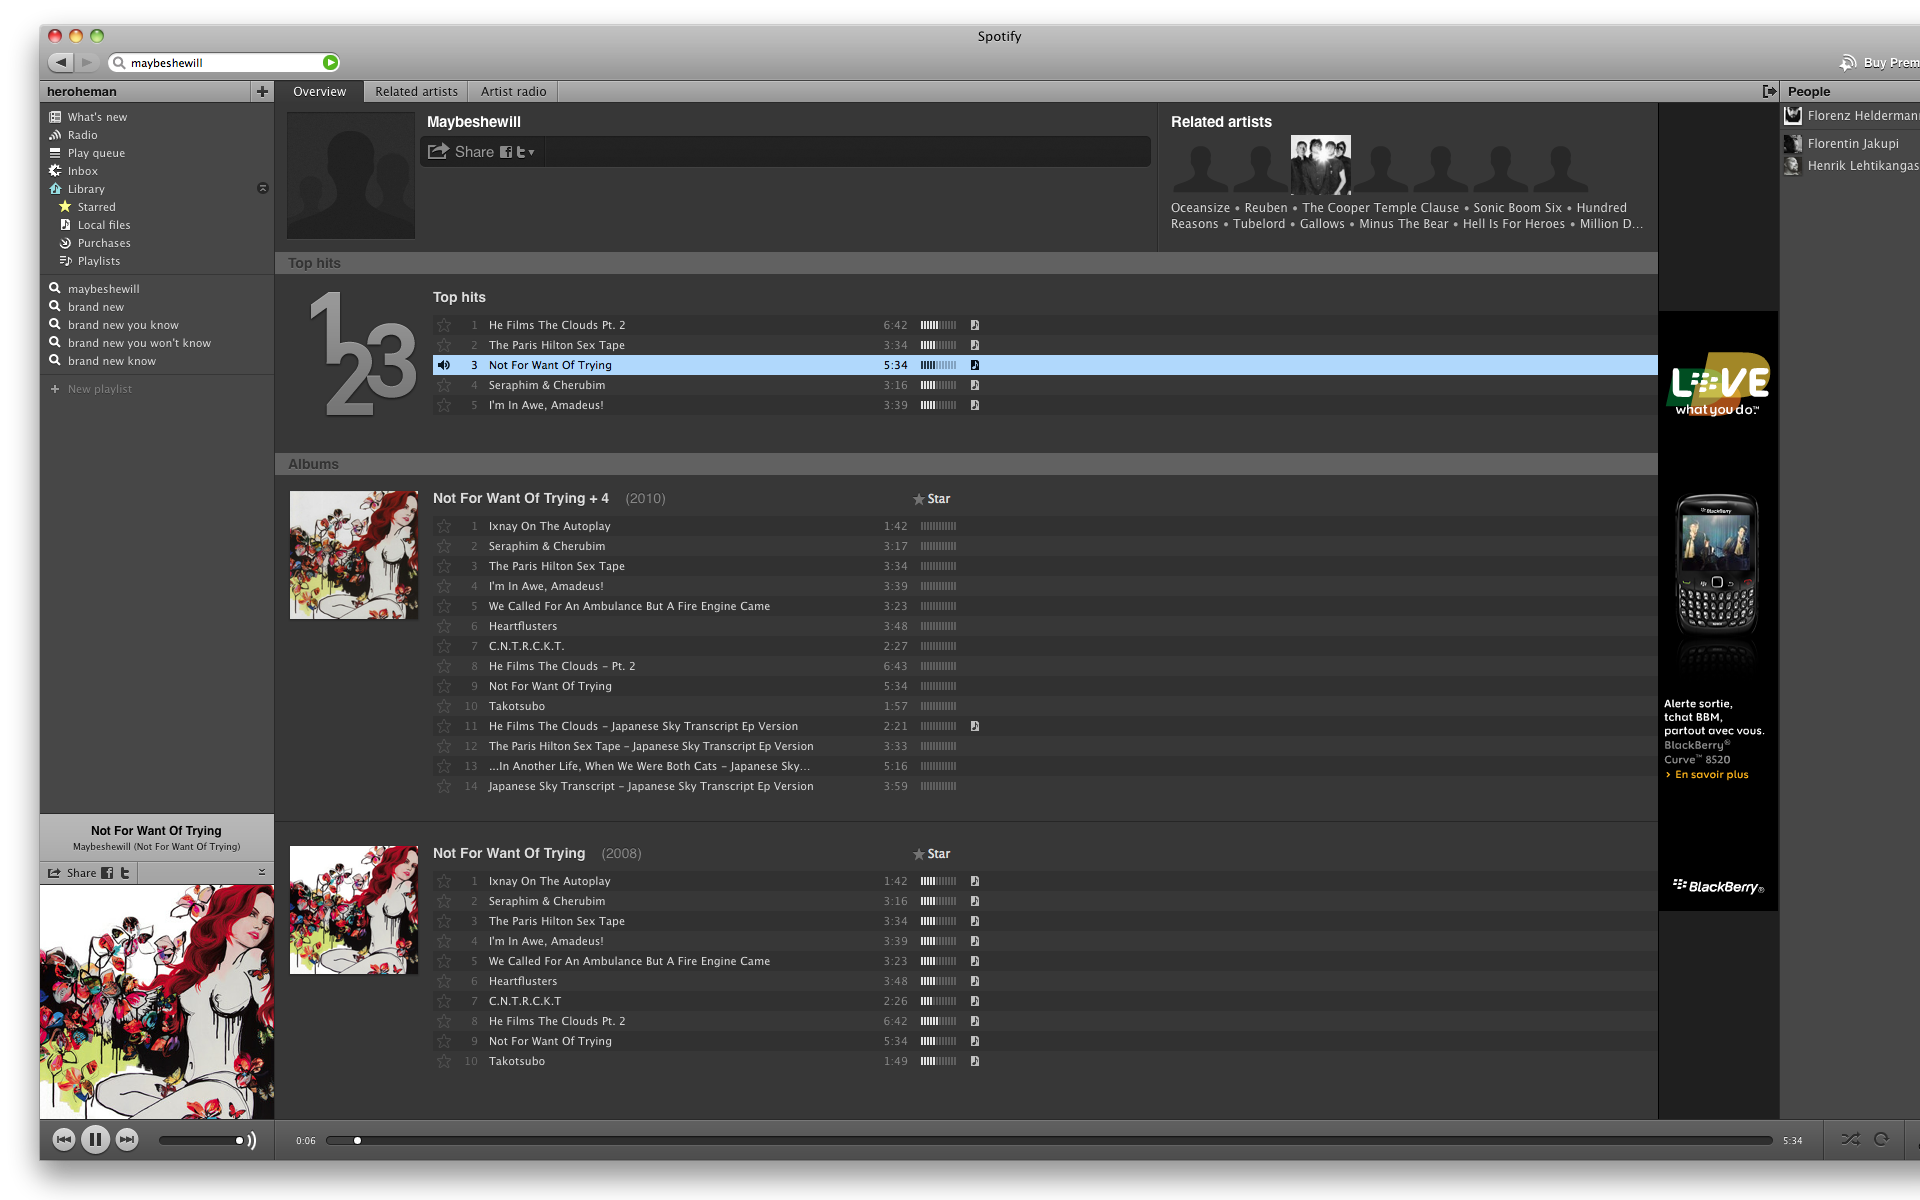 Spotify
maybeshewill
Buy Prem
heroheman
Overview Related artists Artist radio
People
What's new
Radio
Play queue
Inbox
Library
Starred
Local files
Purchases
Playlists
maybeshewill
brand new
brand new you know
brand new you won't know
brand new know
New playlist
Maybeshewill
Share
Related artists
Oceansize • Reuben • The Cooper Temple Clause • Sonic Boom Six • Hundred
Reasons • Tubelord • Gallows • Minus The Bear • Hell Is For Heroes • Million D...
Florenz Heldermann
Florentin Jakupi
Henrik Lehtikangas
Top hits
123
Top hits
1 He Films The Clouds Pt. 2 6:42
2 The Paris Hilton Sex Tape 3:34
3 Not For Want Of Trying 5:34
4 Seraphim & Cherubim 3:16
5 I'm In Awe, Amadeus! 3:39
Albums
Not For Want Of Trying + 4 (2010) Star
1 Ixnay On The Autoplay 1:42
2 Seraphim & Cherubim 3:17
3 The Paris Hilton Sex Tape 3:34
4 I'm In Awe, Amadeus! 3:39
5 We Called For An Ambulance But A Fire Engine Came 3:23
6 Heartflusters 3:48
7 C.N.T.R.C.K.T. 2:27
8 He Films The Clouds – Pt. 2 6:43
9 Not For Want Of Trying 5:34
10 Takotsubo 1:57
11 He Films The Clouds – Japanese Sky Transcript Ep Version 2:21
12 The Paris Hilton Sex Tape – Japanese Sky Transcript Ep Version 3:33
13 ...In Another Life, When We Were Both Cats – Japanese Sky... 5:16
14 Japanese Sky Transcript – Japanese Sky Transcript Ep Version 3:59
Not For Want Of Trying (2008) Star
1 Ixnay On The Autoplay 1:42
2 Seraphim & Cherubim 3:16
3 The Paris Hilton Sex Tape 3:34
4 I'm In Awe, Amadeus! 3:39
5 We Called For An Ambulance But A Fire Engine Came 3:23
6 Heartflusters 3:48
7 C.N.T.R.C.K.T 2:26
8 He Films The Clouds Pt. 2 6:42
9 Not For Want Of Trying 5:34
10 Takotsubo 1:49
LOVE
what you do.™
BlackBerry
Alerte sortie,
tchat BBM,
partout avec vous.
BlackBerry®
Curve™ 8520
> En savoir plus
BlackBerry®
Not For Want Of Trying
Maybeshewill (Not For Want Of Trying)
Share
0:06 5:34